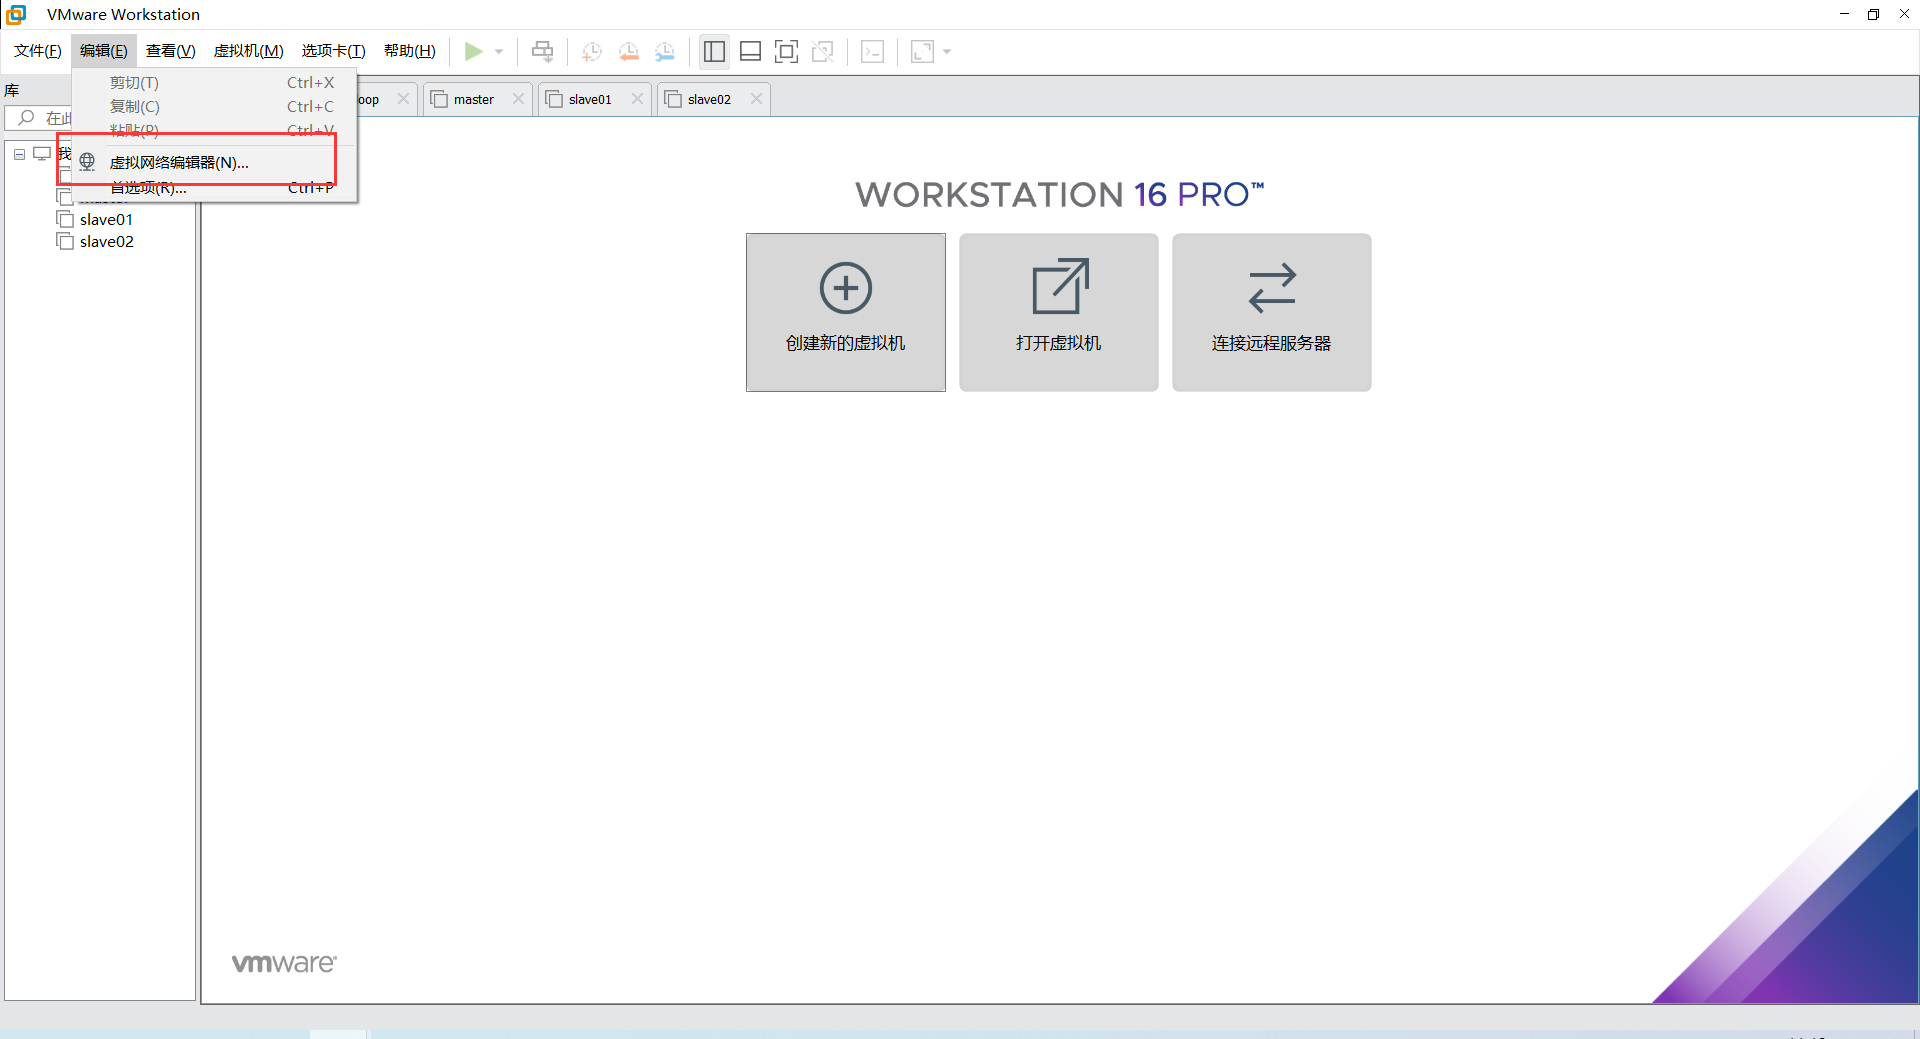 VMware Workstation
文件(F) 编辑(E) 查看(V) 虚拟机(M) 选项卡(T) 帮助(H)
库
剪切(T) Ctrl+X
复制(C) Ctrl+C
粘贴(P) Ctrl+V
虚拟网络编辑器(N)...
首选项(R)... Ctrl+P
在此
我
slave01
slave02
oop
master
slave01
slave02
WORKSTATION 16 PRO™
创建新的虚拟机
打开虚拟机
连接远程服务器
vmware